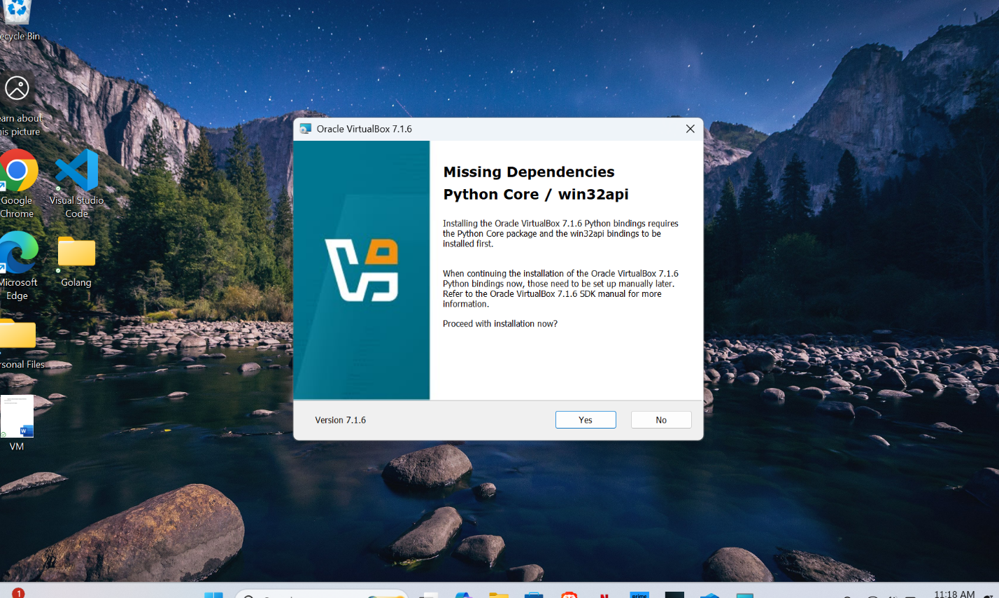 ecycle Bin
earn about
his picture
Google
Chrome
Visual Studio
Code
Microsoft
Edge
Golang
rsonal Files
VM
Oracle VirtualBox 7.1.6
Missing Dependencies
Python Core / win32api
Installing the Oracle VirtualBox 7.1.6 Python bindings requires
the Python Core package and the win32api bindings to be
installed first.
When continuing the installation of the Oracle VirtualBox 7.1.6
Python bindings now, those need to be set up manually later.
Refer to the Oracle VirtualBox 7.1.6 SDK manual for more
information.
Proceed with installation now?
Version 7.1.6
Yes
No
1
prime
11:18 AM